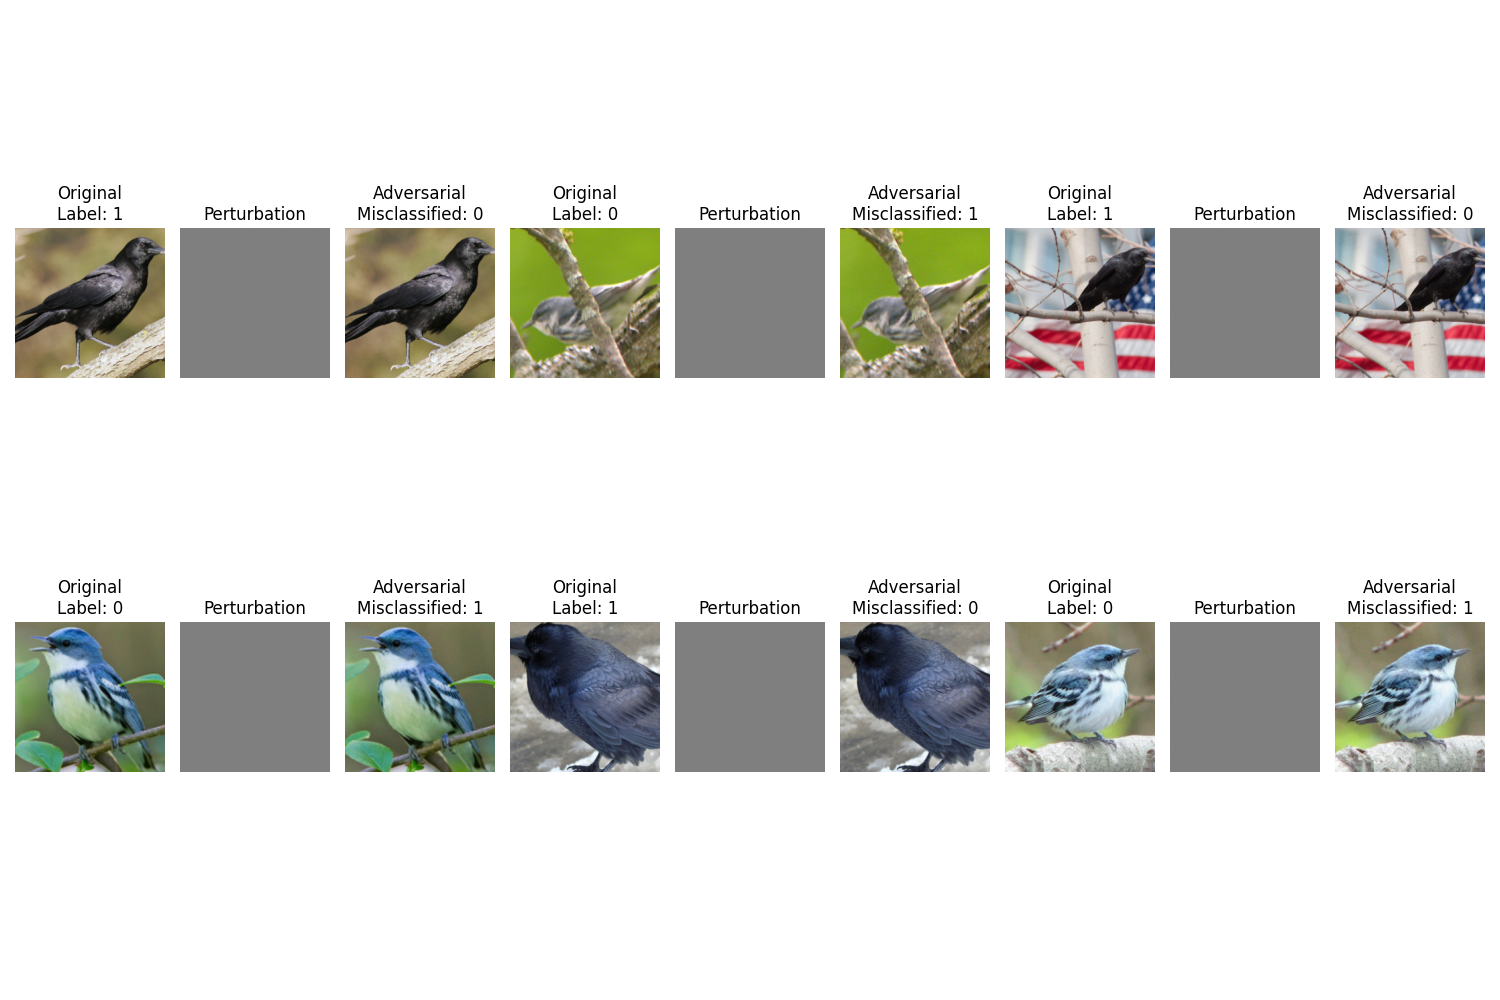 Original
Label: 1
Perturbation
Adversarial
Misclassified: 0
Original
Label: 0
Perturbation
Adversarial
Misclassified: 1
Original
Label: 1
Perturbation
Adversarial
Misclassified: 0
Original
Label: 0
Perturbation
Adversarial
Misclassified: 1
Original
Label: 1
Perturbation
Adversarial
Misclassified: 0
Original
Label: 0
Perturbation
Adversarial
Misclassified: 1